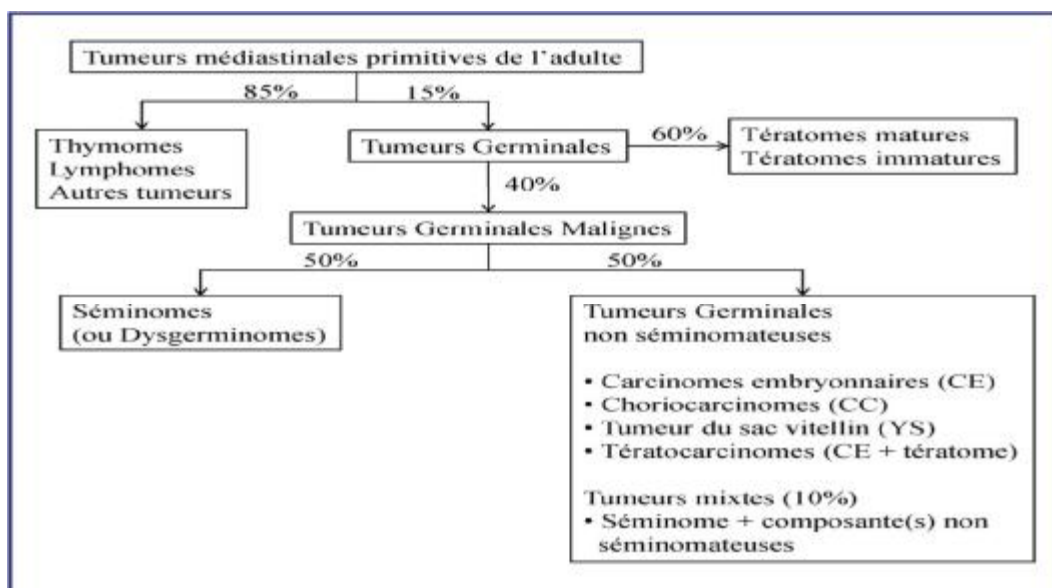 Tumeurs médiastinales primitives de l'adulte
85%
15%
Thymomes
Lymphomes
Autres tumeurs
Tumeurs Germinales
60%
Tératomes matures
Tératomes immatures
40%
Tumeurs Germinales Malignes
50%
50%
Séminomes
(ou Dysgerminomes)
Tumeurs Germinales
non séminomateuses
• Carcinomes embryonnaires (CE)
• Choriocarcinomes (CC)
• Tumeur du sac vitellin (YS)
• Tératocarcinomes (CE + tératome)
Tumeurs mixtes (10%)
• Séminome + composante(s) non
séminomateuses